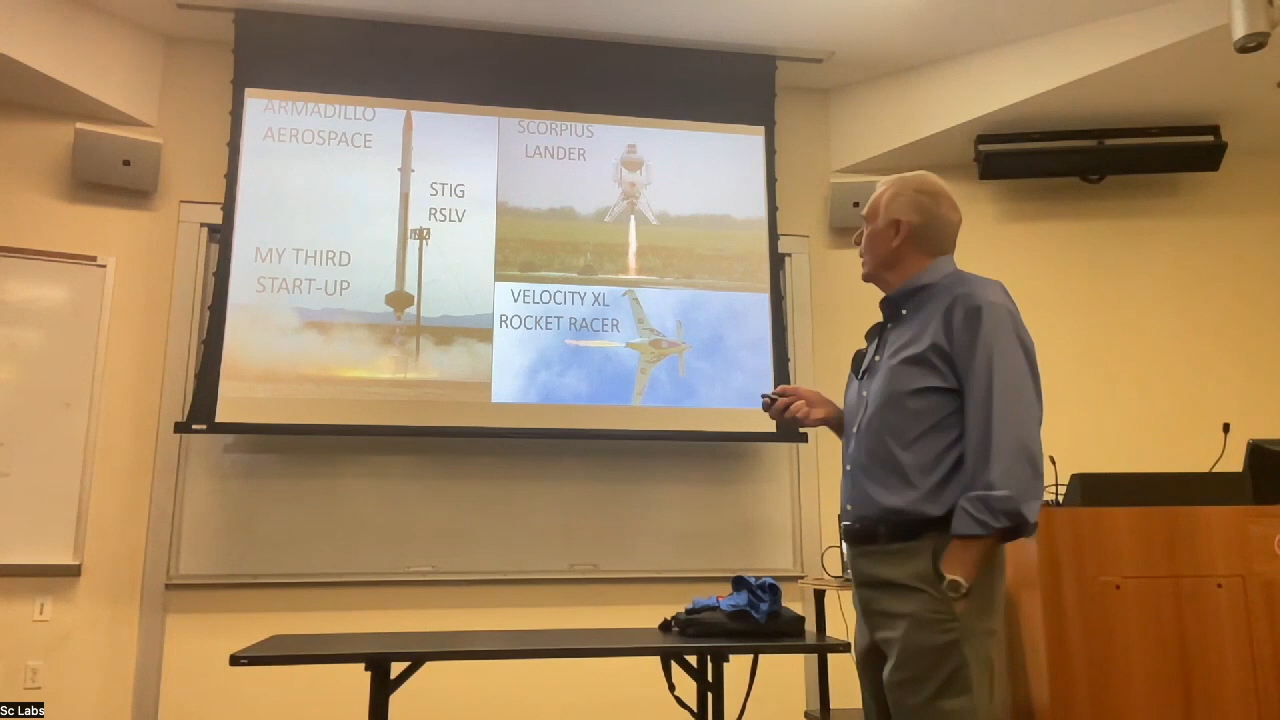 ARMADILLO
AEROSPACE
STIG
RSLV
MY THIRD
START-UP
SCORPIUS
LANDER
VELOCITY XL
ROCKET RACER
Sc Labs